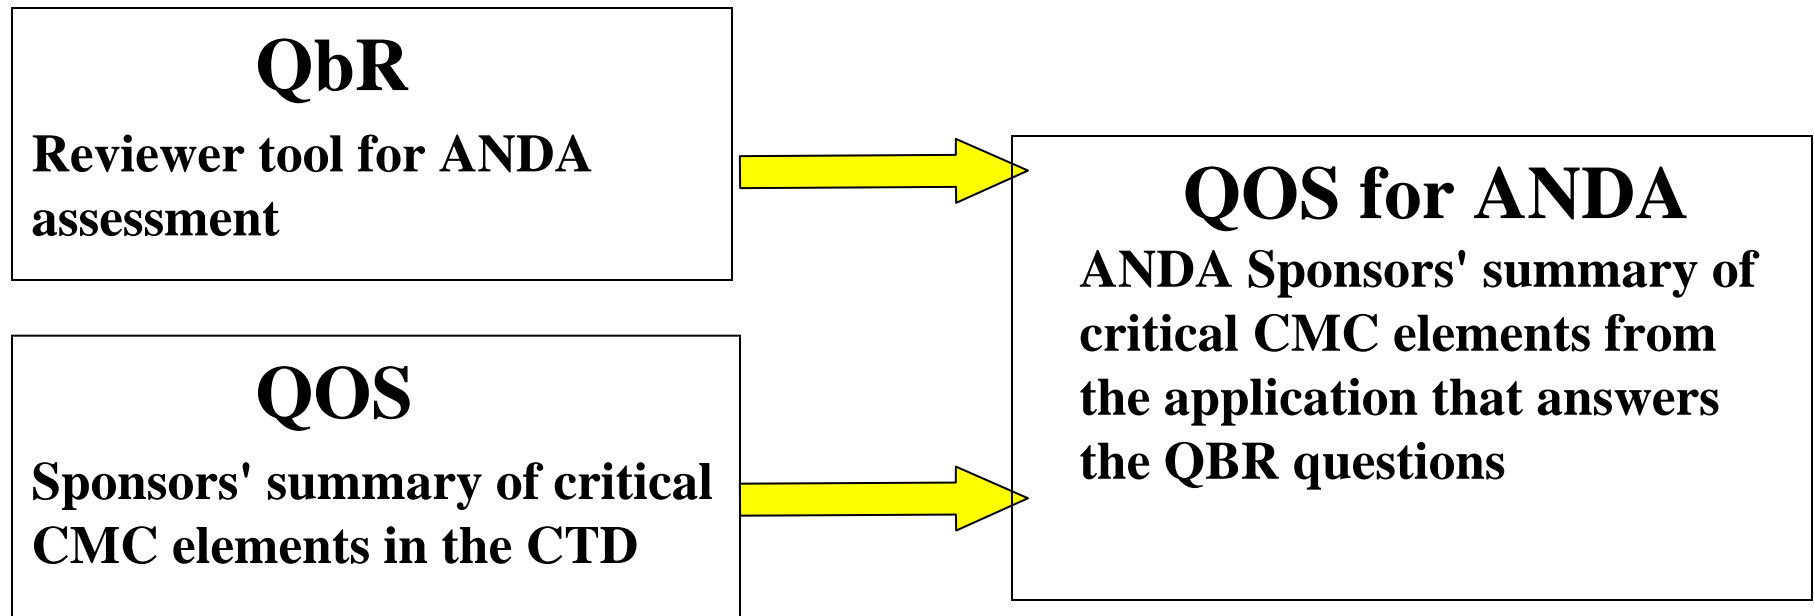 QbR
Reviewer tool for ANDA
assessment
QOS
Sponsors' summary of critical
CMC elements in the CTD
QOS for ANDA
ANDA Sponsors' summary of
critical CMC elements from
the application that answers
the QBR questions